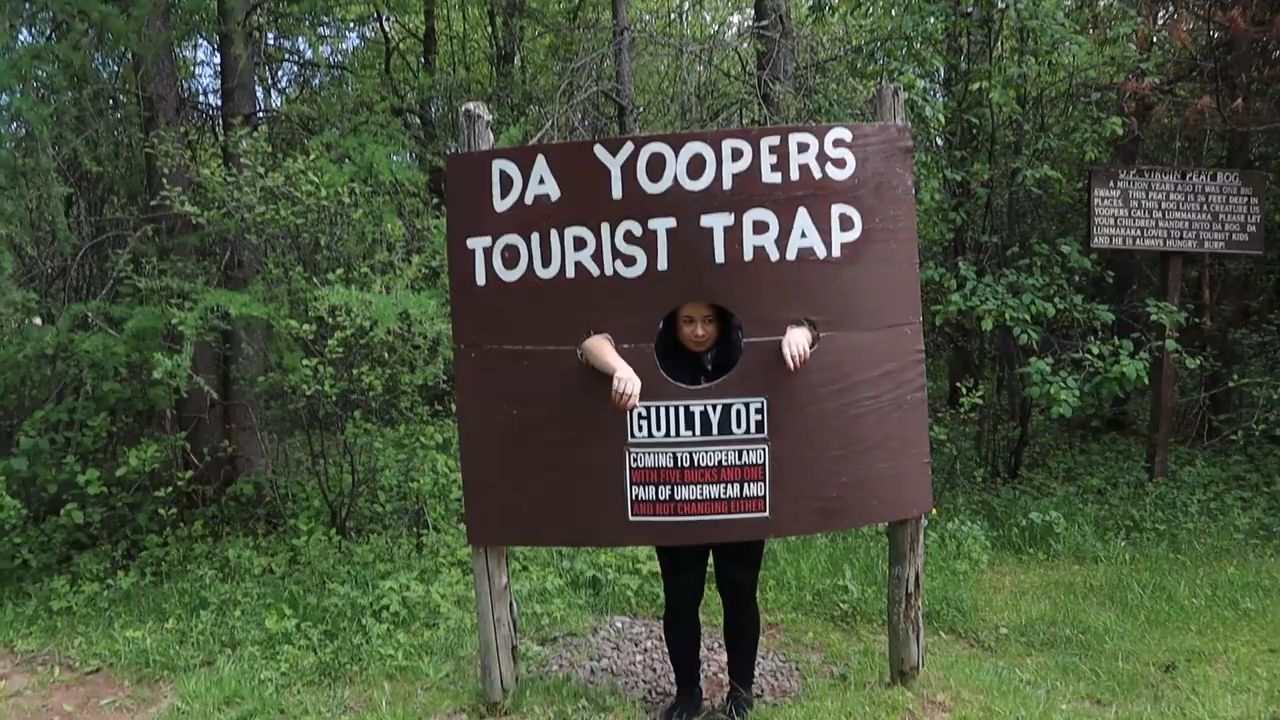 DA YOOPERS
TOURIST TRAP
GUILTY OF
COMING TO YOOPERLAND
WITH FIVE BUCKS AND ONE
PAIR OF UNDERWEAR AND
AND NOT CHANGING EITHER
U.P. VIRGIN PEAT BOG
A MILLION YEARS AGO IT WAS ONE BIG
SWAMP. THIS PEAT BOG IS 26 FEET DEEP IN
PLACES. IN THIS BOG LIVES A CREATURE US
YOOPERS CALL DA LUMMAKAKA. PLEASE LET
YOUR CHILDREN WANDER INTO DA BOG. DA
LUMMAKAKA LOVES TO EAT TOURIST KIDS
AND HE IS ALWAYS HUNGRY. BURP!